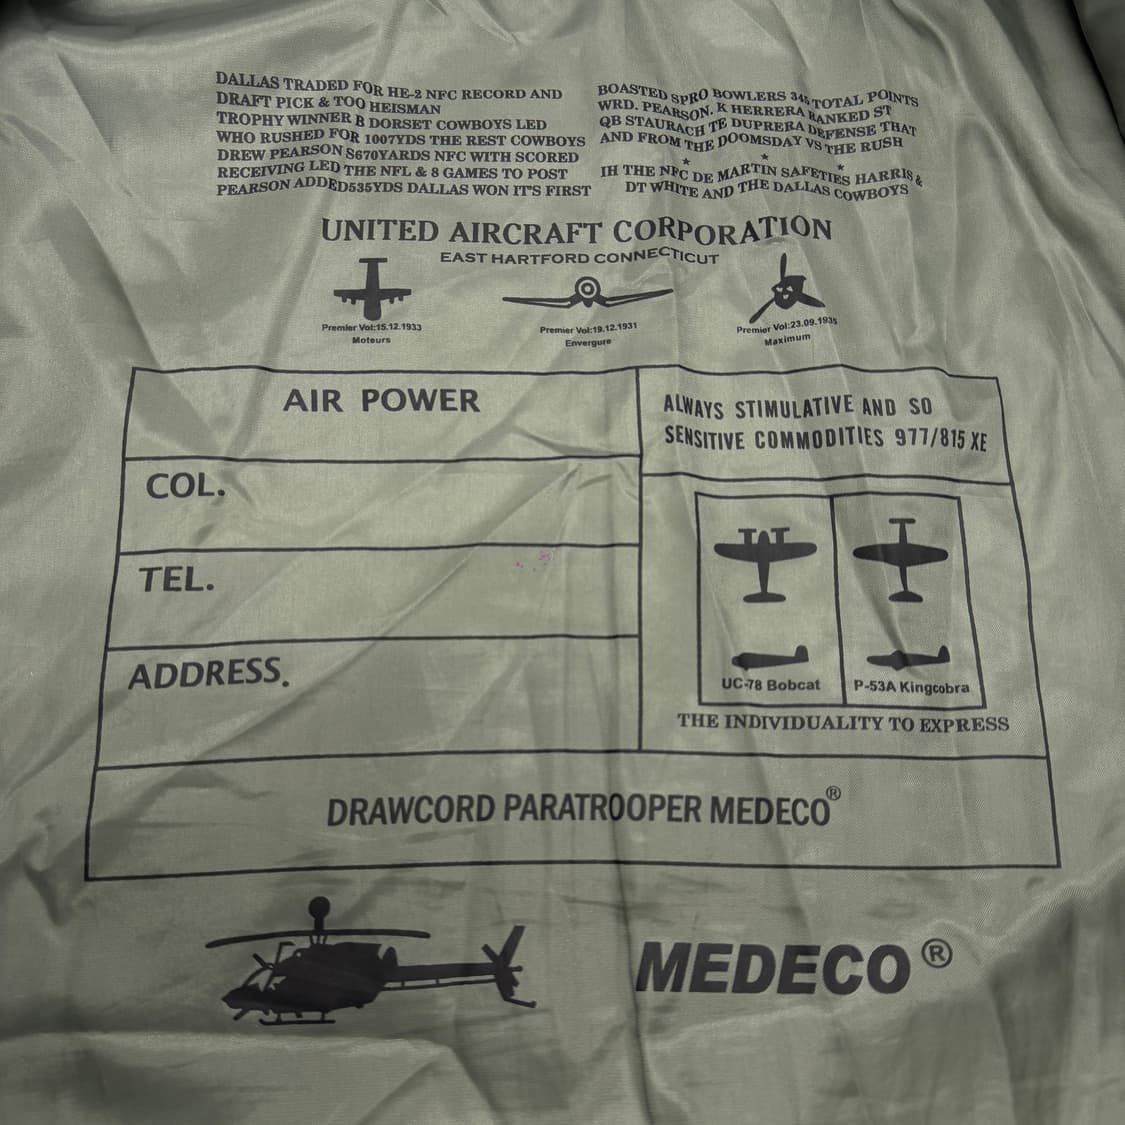 DALLAS TRADED FOR HE-2 NFC RECORD AND
DRAFT PICK & TOO HEISMAN
TROPHY WINNER B DORSET COWBOYS LED
WHO RUSHED FOR 1007YDS THE REST COWBOYS
DREW PEARSON S670YARDS NFC WITH SCORED
RECEIVING LED THE NFL & 8 GAMES TO POST
PEARSON ADDED535YDS DALLAS WON IT'S FIRST
BOASTED SPRO BOWLERS 345 TOTAL POINTS
WRD. PEARSON. K HERRERA RANKED ST
QB STAURACH TE DUPRERA DEFENSE THAT
AND FROM THE DOOMSDAY VS THE RUSH
IH THE NFC DE MARTIN SAFETIES HARRIS &
DT WHITE AND THE DALLAS COWBOYS
UNITED AIRCRAFT CORPORATION
EAST HARTFORD CONNECTICUT
Premier Vol:15.12.1933
Moteurs
Premier Vol:19.12.1931
Envergure
Premier Vol:23.09.1935
Maximum
AIR POWER
COL.
TEL.
ADDRESS.
ALWAYS STIMULATIVE AND SO
SENSITIVE COMMODITIES 977/815 XE
UC-78 Bobcat
P-53A Kingcobra
THE INDIVIDUALITY TO EXPRESS
DRAWCORD PARATROOPER MEDECO®
MEDECO®